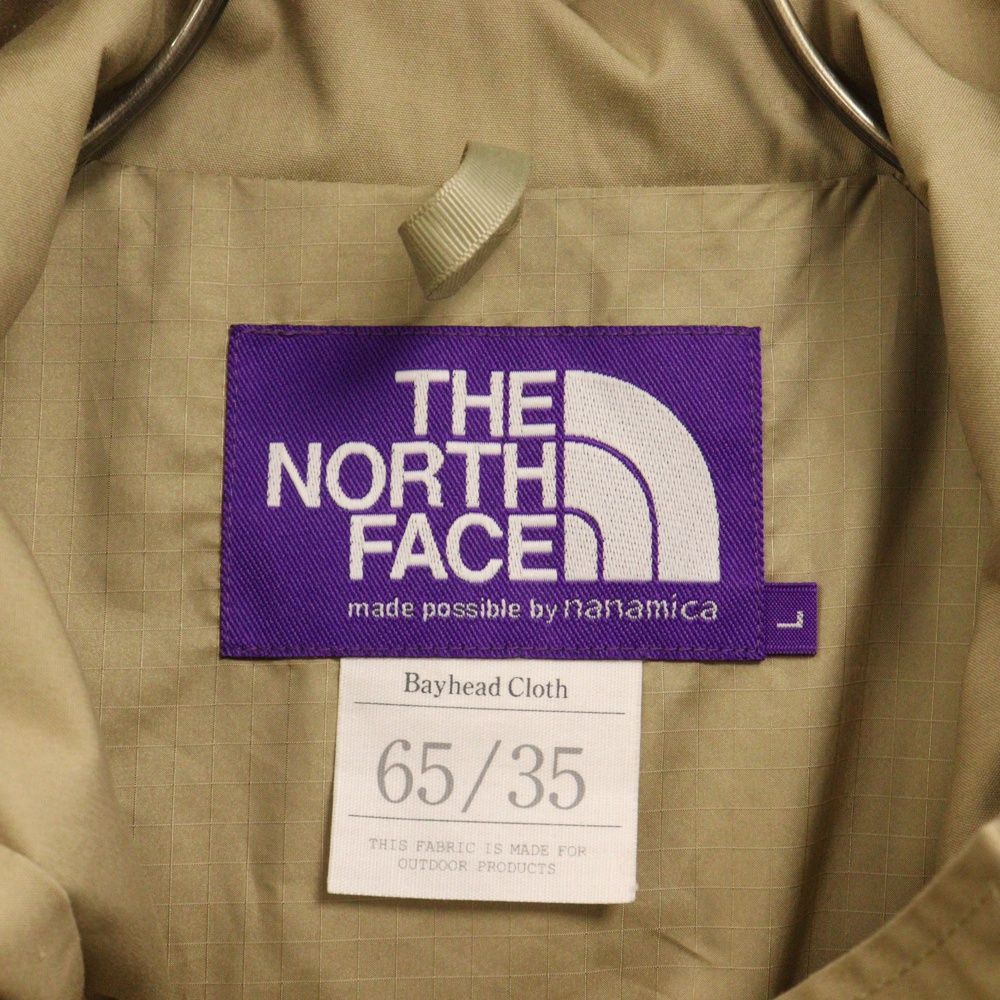 THE
NORTH
FACE
made possible by nanamica
L
Bayhead Cloth
65/35
THIS FABRIC IS MADE FOR
OUTDOOR PRODUCTS